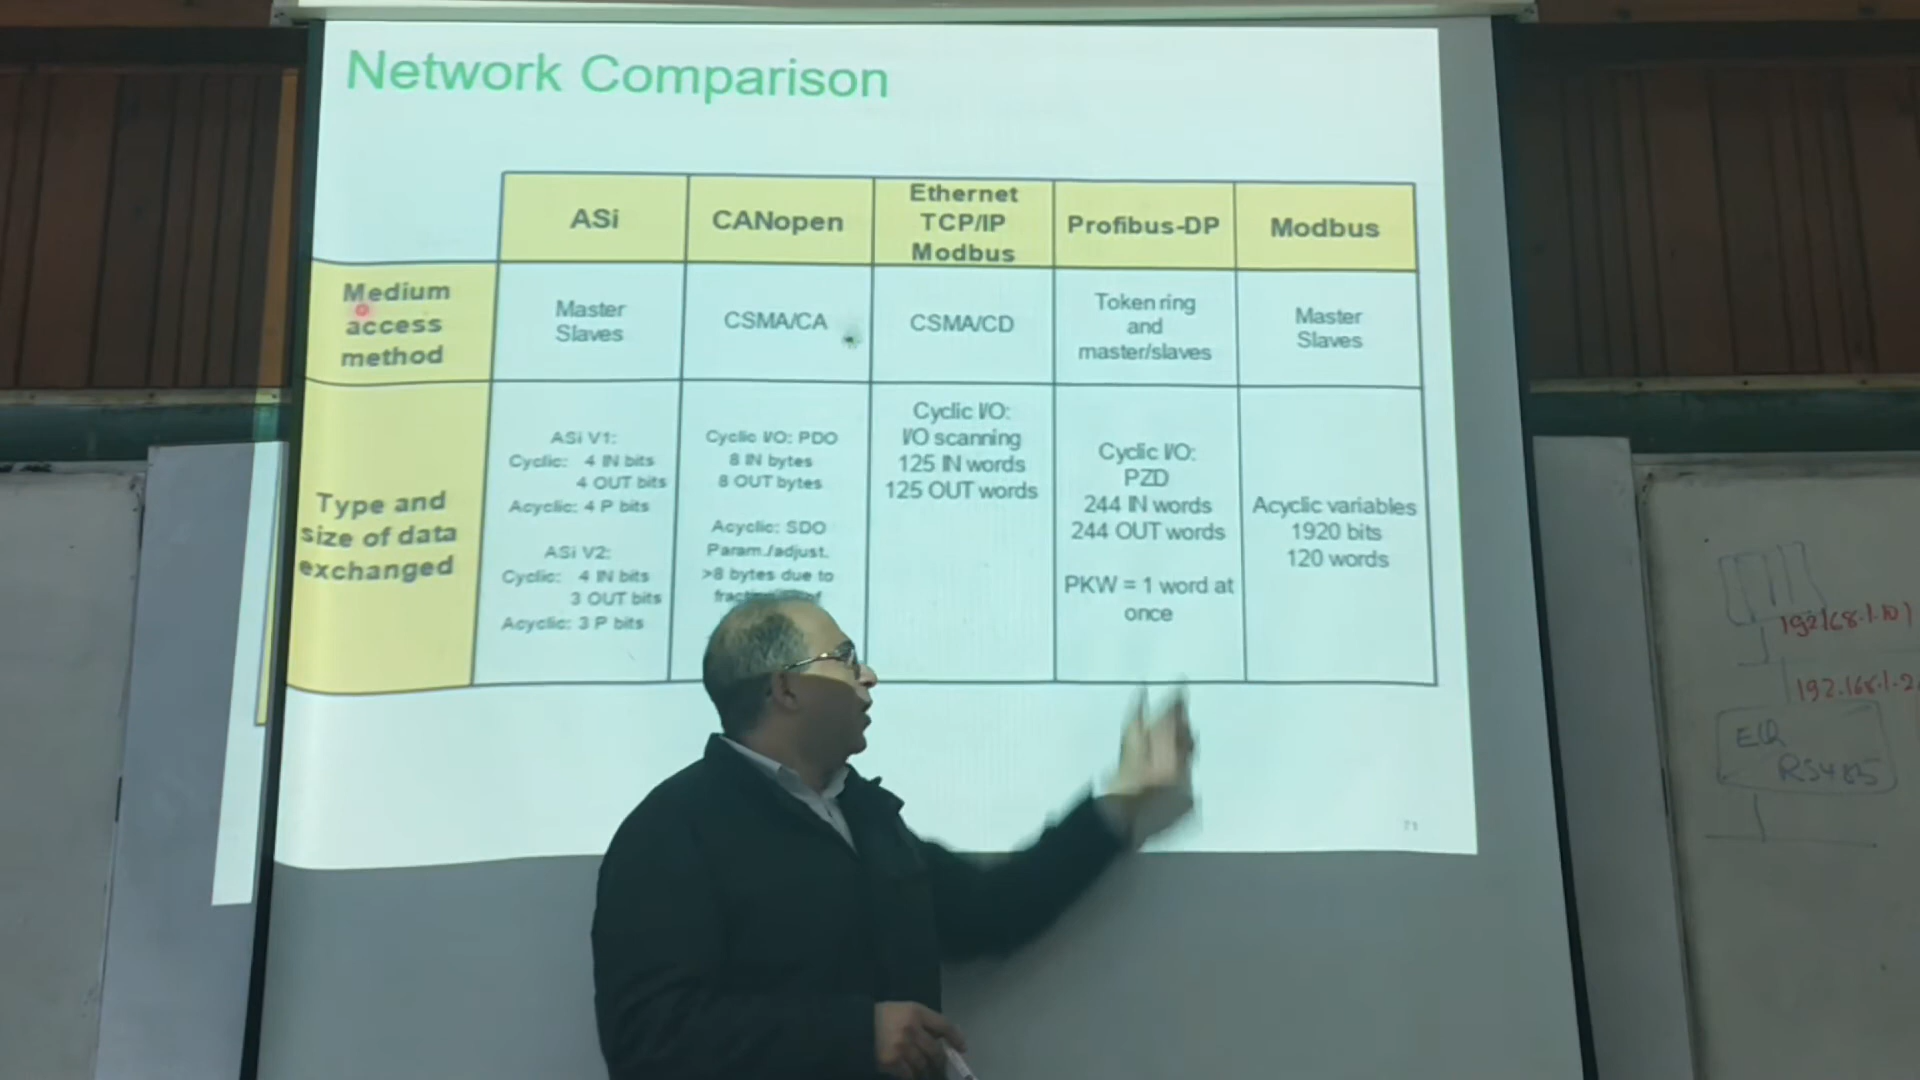 Network Comparison
ASi
CANopen
Ethernet
TCP/IP
Modbus
Profibus-DP
Modbus
Medium
access
method
Master
Slaves
CSMA/CA
CSMA/CD
Token ring
and
master/slaves
Master
Slaves
Type and
size of data
exchanged
ASi V1:
Cyclic: 4 IN bits
4 OUT bits
Acyclic: 4 P bits
ASi V2:
Cyclic: 4 IN bits
3 OUT bits
Acyclic: 3 P bits
Cyclic I/O: PDO
8 IN bytes
8 OUT bytes
Acyclic: SDO
Param./adjust.
>8 bytes due to
Cyclic I/O:
I/O scanning
125 IN words
125 OUT words
Cyclic I/O:
PZD
244 IN words
244 OUT words
PKW = 1 word at
once
Acyclic variables
1920 bits
120 words
71
192.168.1.10
192.168.1.2
RS485